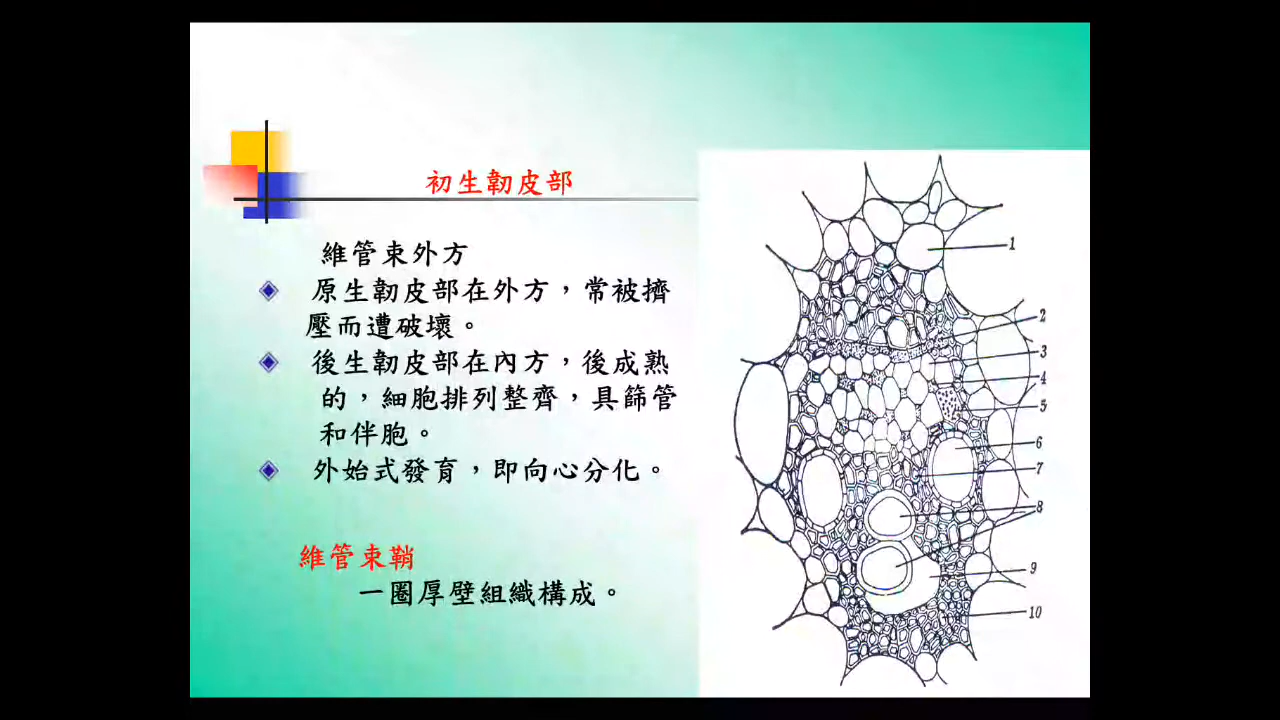 初生韌皮部
維管束外方
原生韌皮部在外方，常被擠
壓而遭破壞。
後生韌皮部在內方，後成熟
的，細胞排列整齊，具篩管
和伴胞。
外始式發育，即向心分化。
維管束鞘
一圈厚壁組織構成。
1
2
3
4
5
6
7
8
9
10